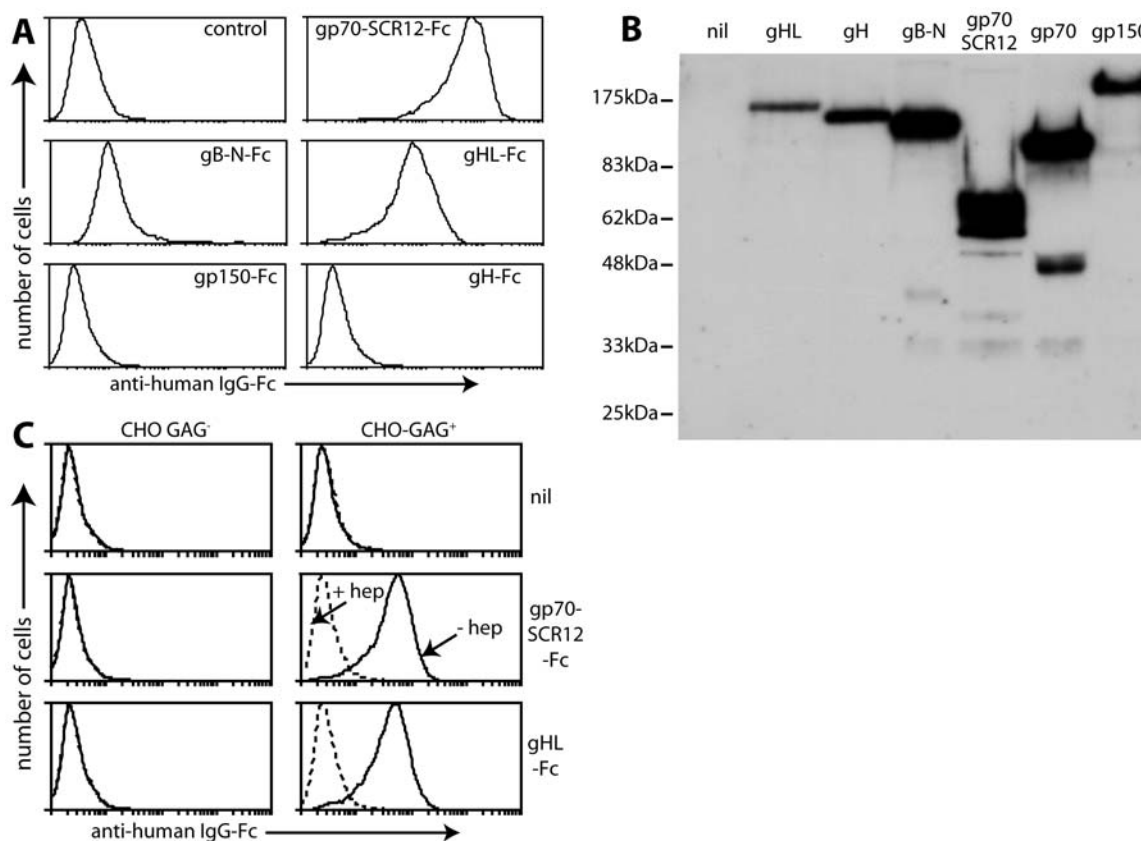 A
control
gp70-SCR12-Fc
gB-N-Fc
gHL-Fc
gp150-Fc
gH-Fc
number of cells
anti-human IgG-Fc
B
nil
gHL
gH
gB-N
gp70
SCR12
gp70
gp150
175kDa
83kDa
62kDa
48kDa
33kDa
25kDa
C
CHO GAG⁻
CHO-GAG⁺
nil
+ hep
- hep
gp70-
SCR12
-Fc
gHL
-Fc
number of cells
anti-human IgG-Fc